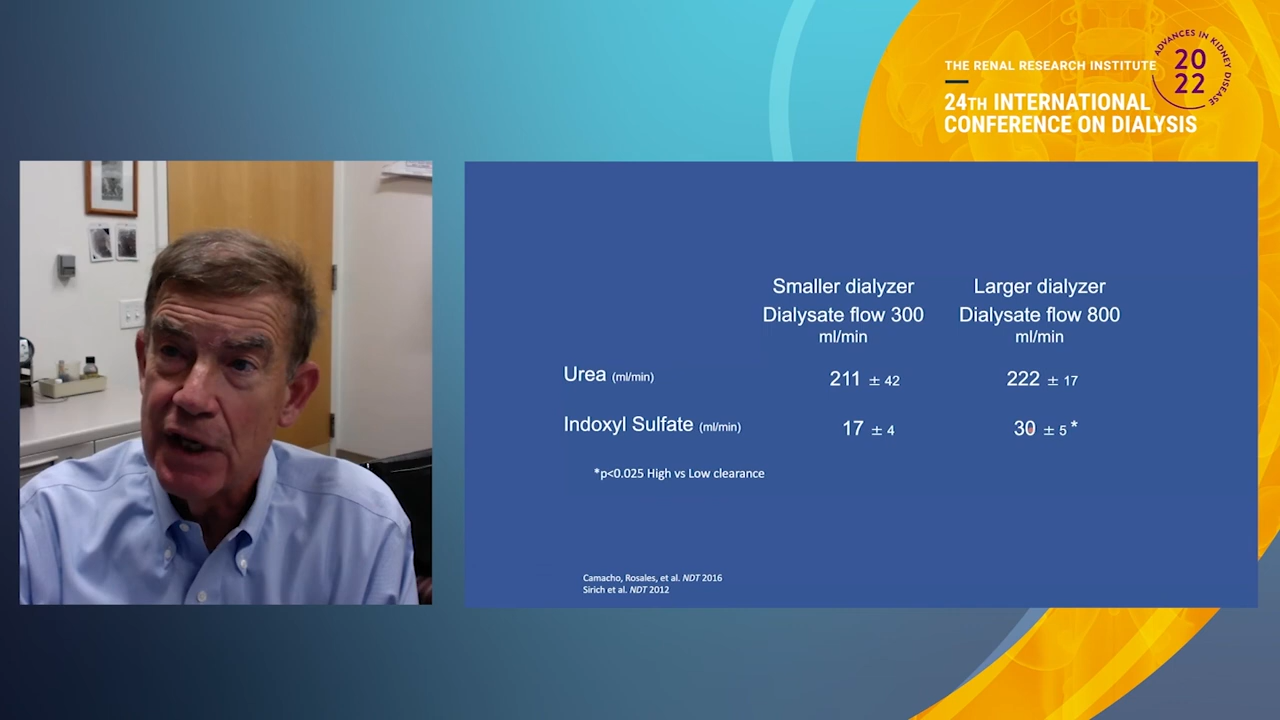 THE RENAL RESEARCH INSTITUTE
24TH INTERNATIONAL
CONFERENCE ON DIALYSIS
ADVANCES IN KIDNEY DISEASE
20
22
Smaller dialyzer Larger dialyzer
Dialysate flow 300 Dialysate flow 800
ml/min ml/min
Urea (ml/min) 211 ± 42 222 ± 17
Indoxyl Sulfate (ml/min) 17 ± 4 30 ± 5 *
*p<0.025 High vs Low clearance
Camacho, Rosales, et al. NDT 2016
Sirich et al. NDT 2012